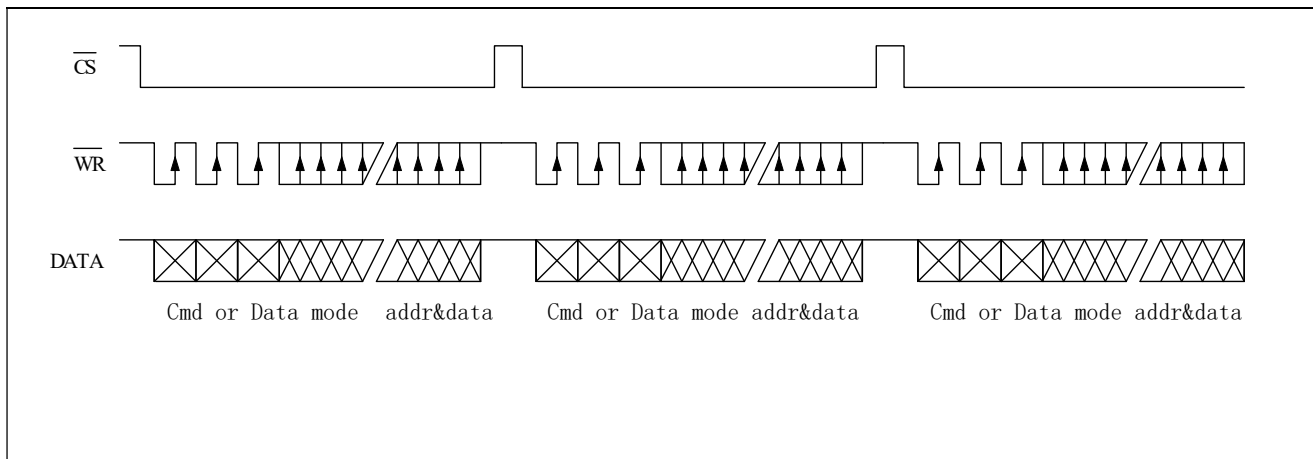 CS
WR
DATA
Cmd or Data mode addr&data Cmd or Data mode addr&data Cmd or Data mode addr&data